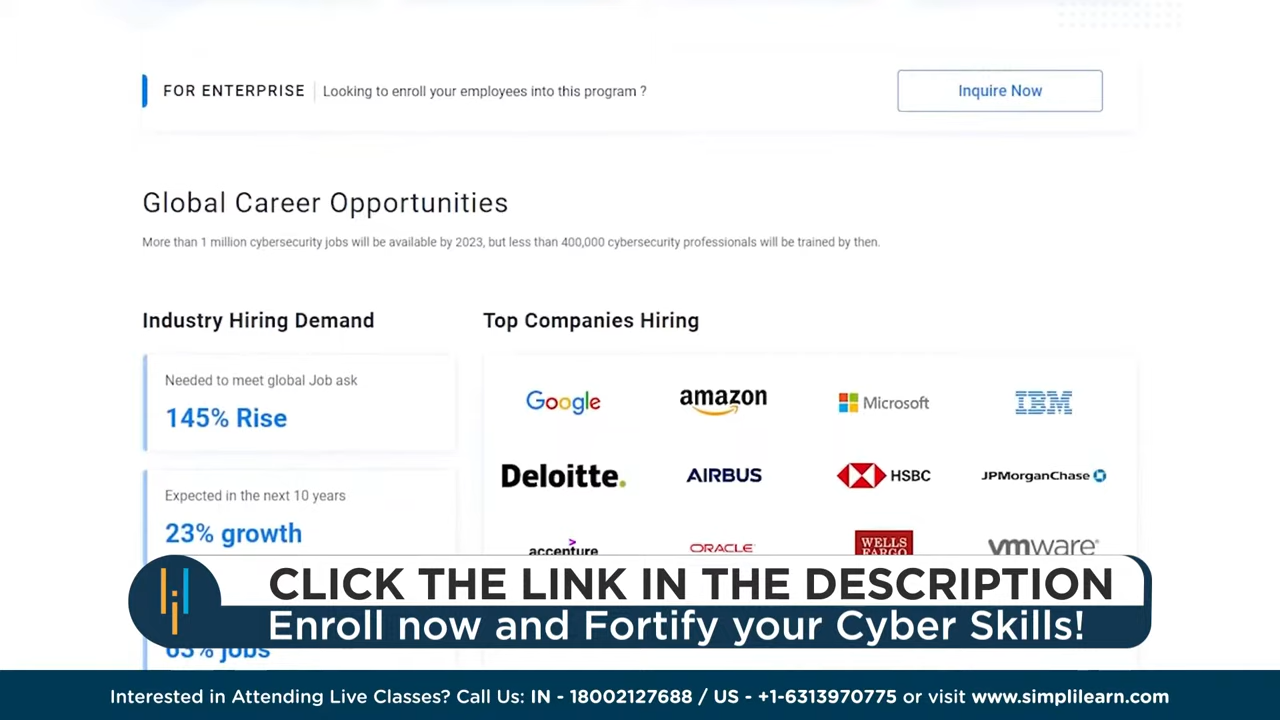 FOR ENTERPRISE Looking to enroll your employees into this program ?
Inquire Now
Global Career Opportunities
More than 1 million cybersecurity jobs will be available by 2023, but less than 400,000 cybersecurity professionals will be trained by then.
Industry Hiring Demand
Needed to meet global Job ask
145% Rise
Expected in the next 10 years
23% growth
63% jobs
Top Companies Hiring
Google amazon Microsoft IBM
Deloitte. AIRBUS HSBC JPMorganChase
accenture ORACLE WELLS FARGO vmware
CLICK THE LINK IN THE DESCRIPTION
Enroll now and Fortify your Cyber Skills!
Interested in Attending Live Classes? Call Us: IN - 18002127688 / US - +1-6313970775 or visit www.simplilearn.com